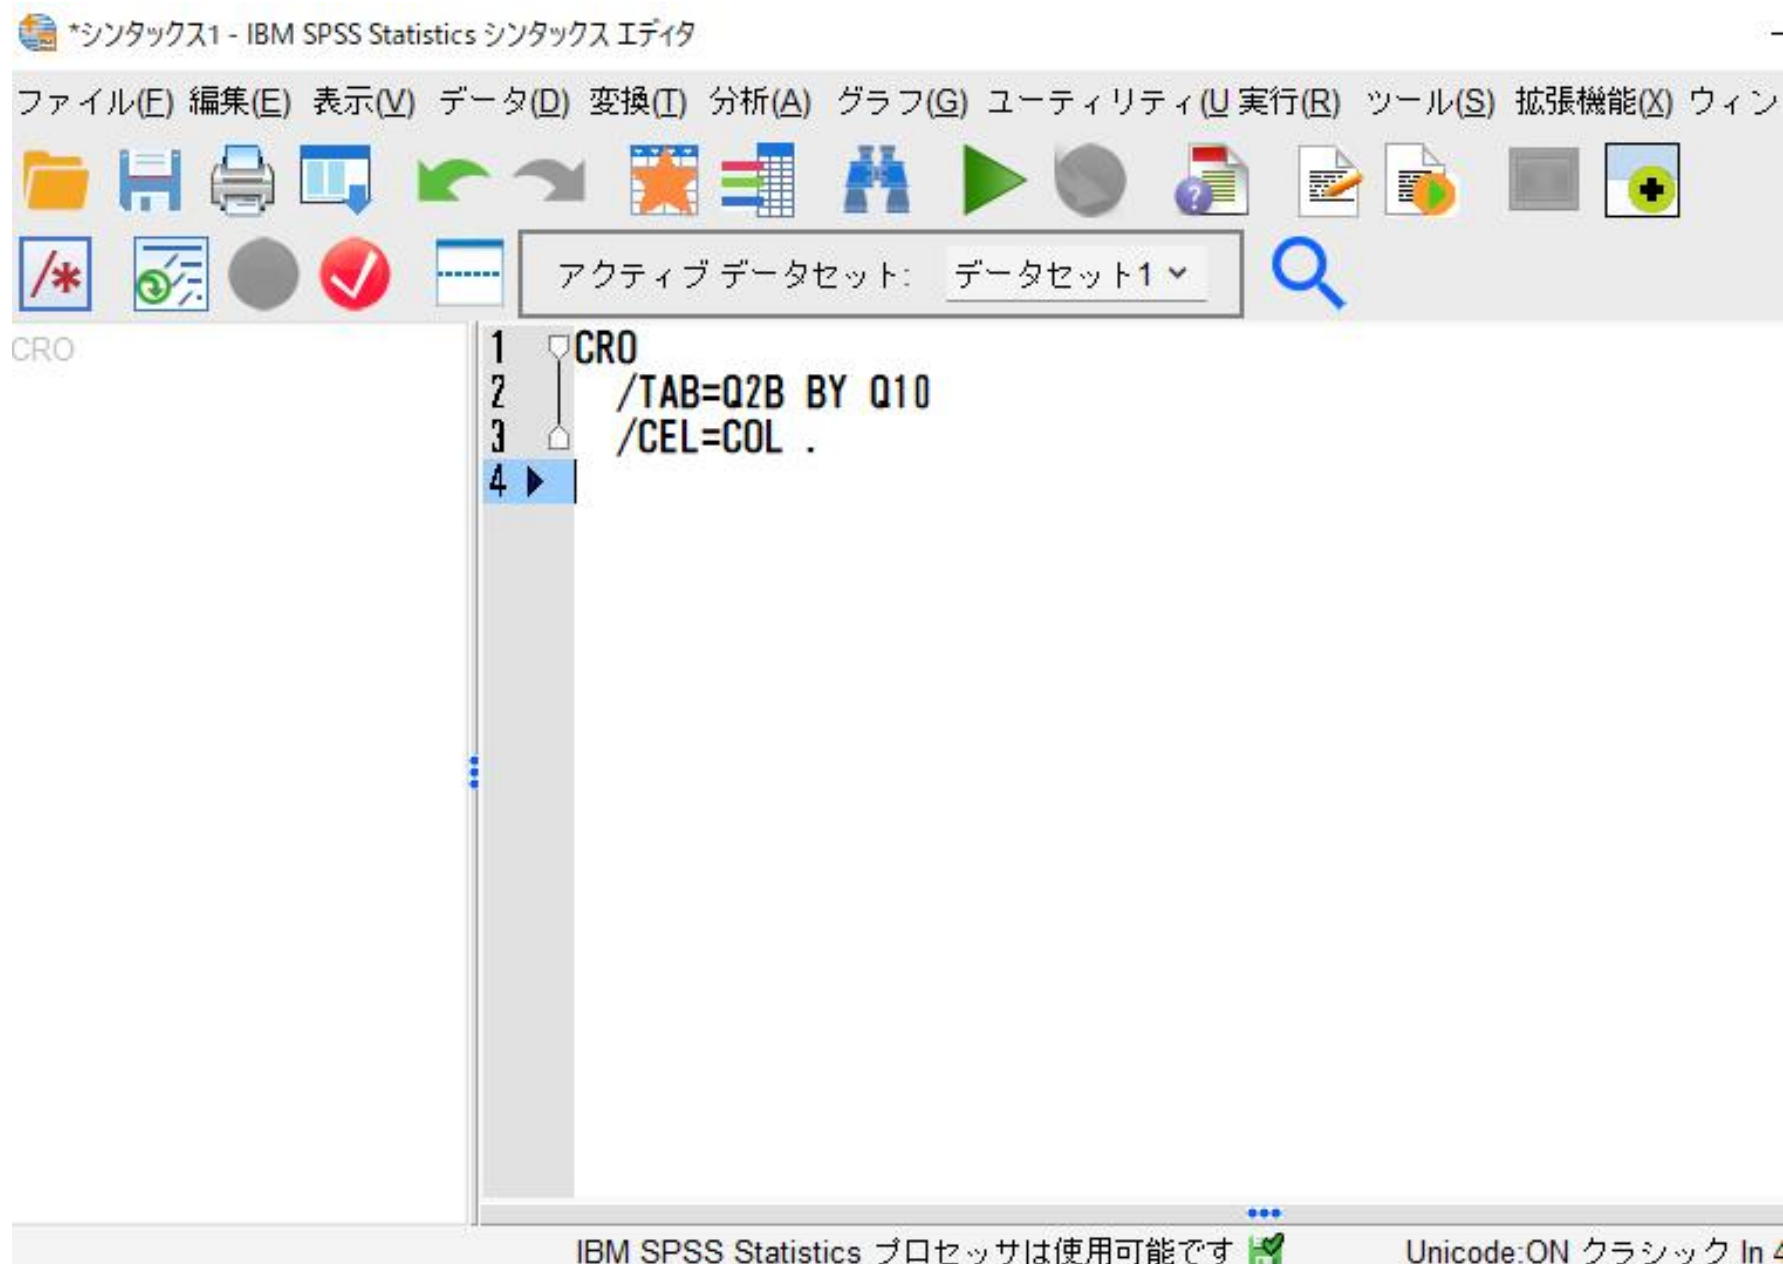 *シンタックス1 - IBM SPSS Statistics シンタックス エディタ
ファイル(F) 編集(E) 表示(V) データ(D) 変換(T) 分析(A) グラフ(G) ユーティリティ(U 実行(R) ツール(S) 拡張機能(X) ウィン
/* アクティブ データセット: データセット1
CRO
1 CRO
2 /TAB=Q2B BY Q10
3 /CEL=COL .
4
IBM SPSS Statistics プロセッサは使用可能です Unicode:ON クラシック In 4